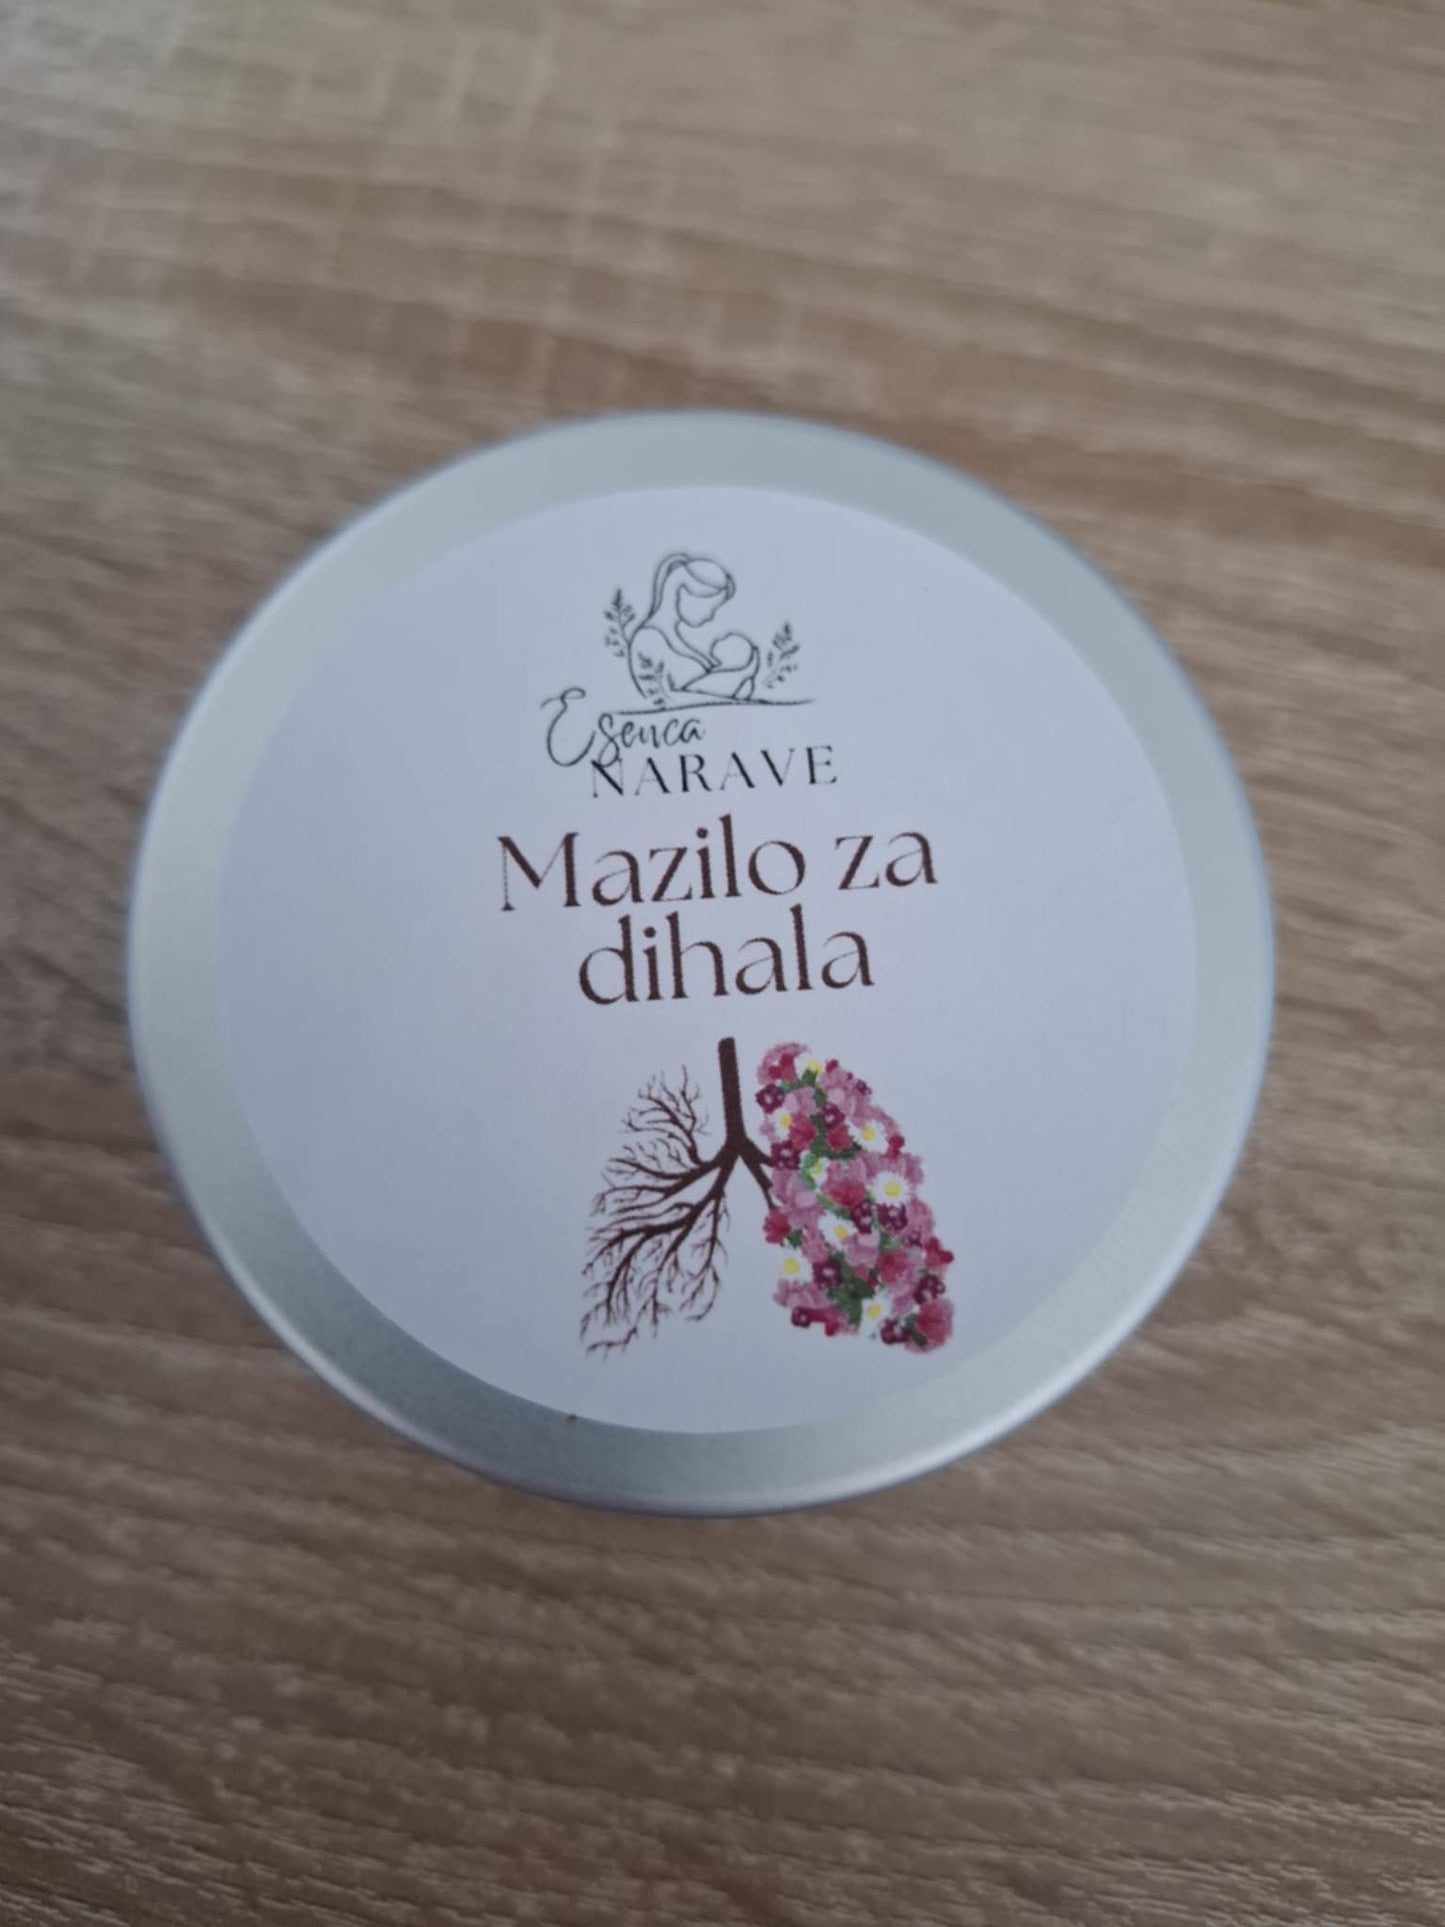 Esenca
NARAVE
Mazilo za
dihala